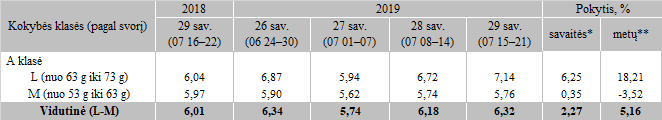 Kokybės klasės (pagal svorį) 2018 2019 Pokytis, %
29 sav. (07 16–22) 26 sav. (06 24–30) 27 sav. (07 01–07) 28 sav. (07 08–14) 29 sav. (07 15–21) savaitės* metų**
A klasė
L (nuo 63 g iki 73 g) 6,04 6,87 5,94 6,72 7,14 6,25 18,21
M (nuo 53 g iki 63 g) 5,97 5,90 5,62 5,74 5,76 0,35 -3,52
Vidutinė (L-M) 6,01 6,34 5,74 6,18 6,32 2,27 5,16